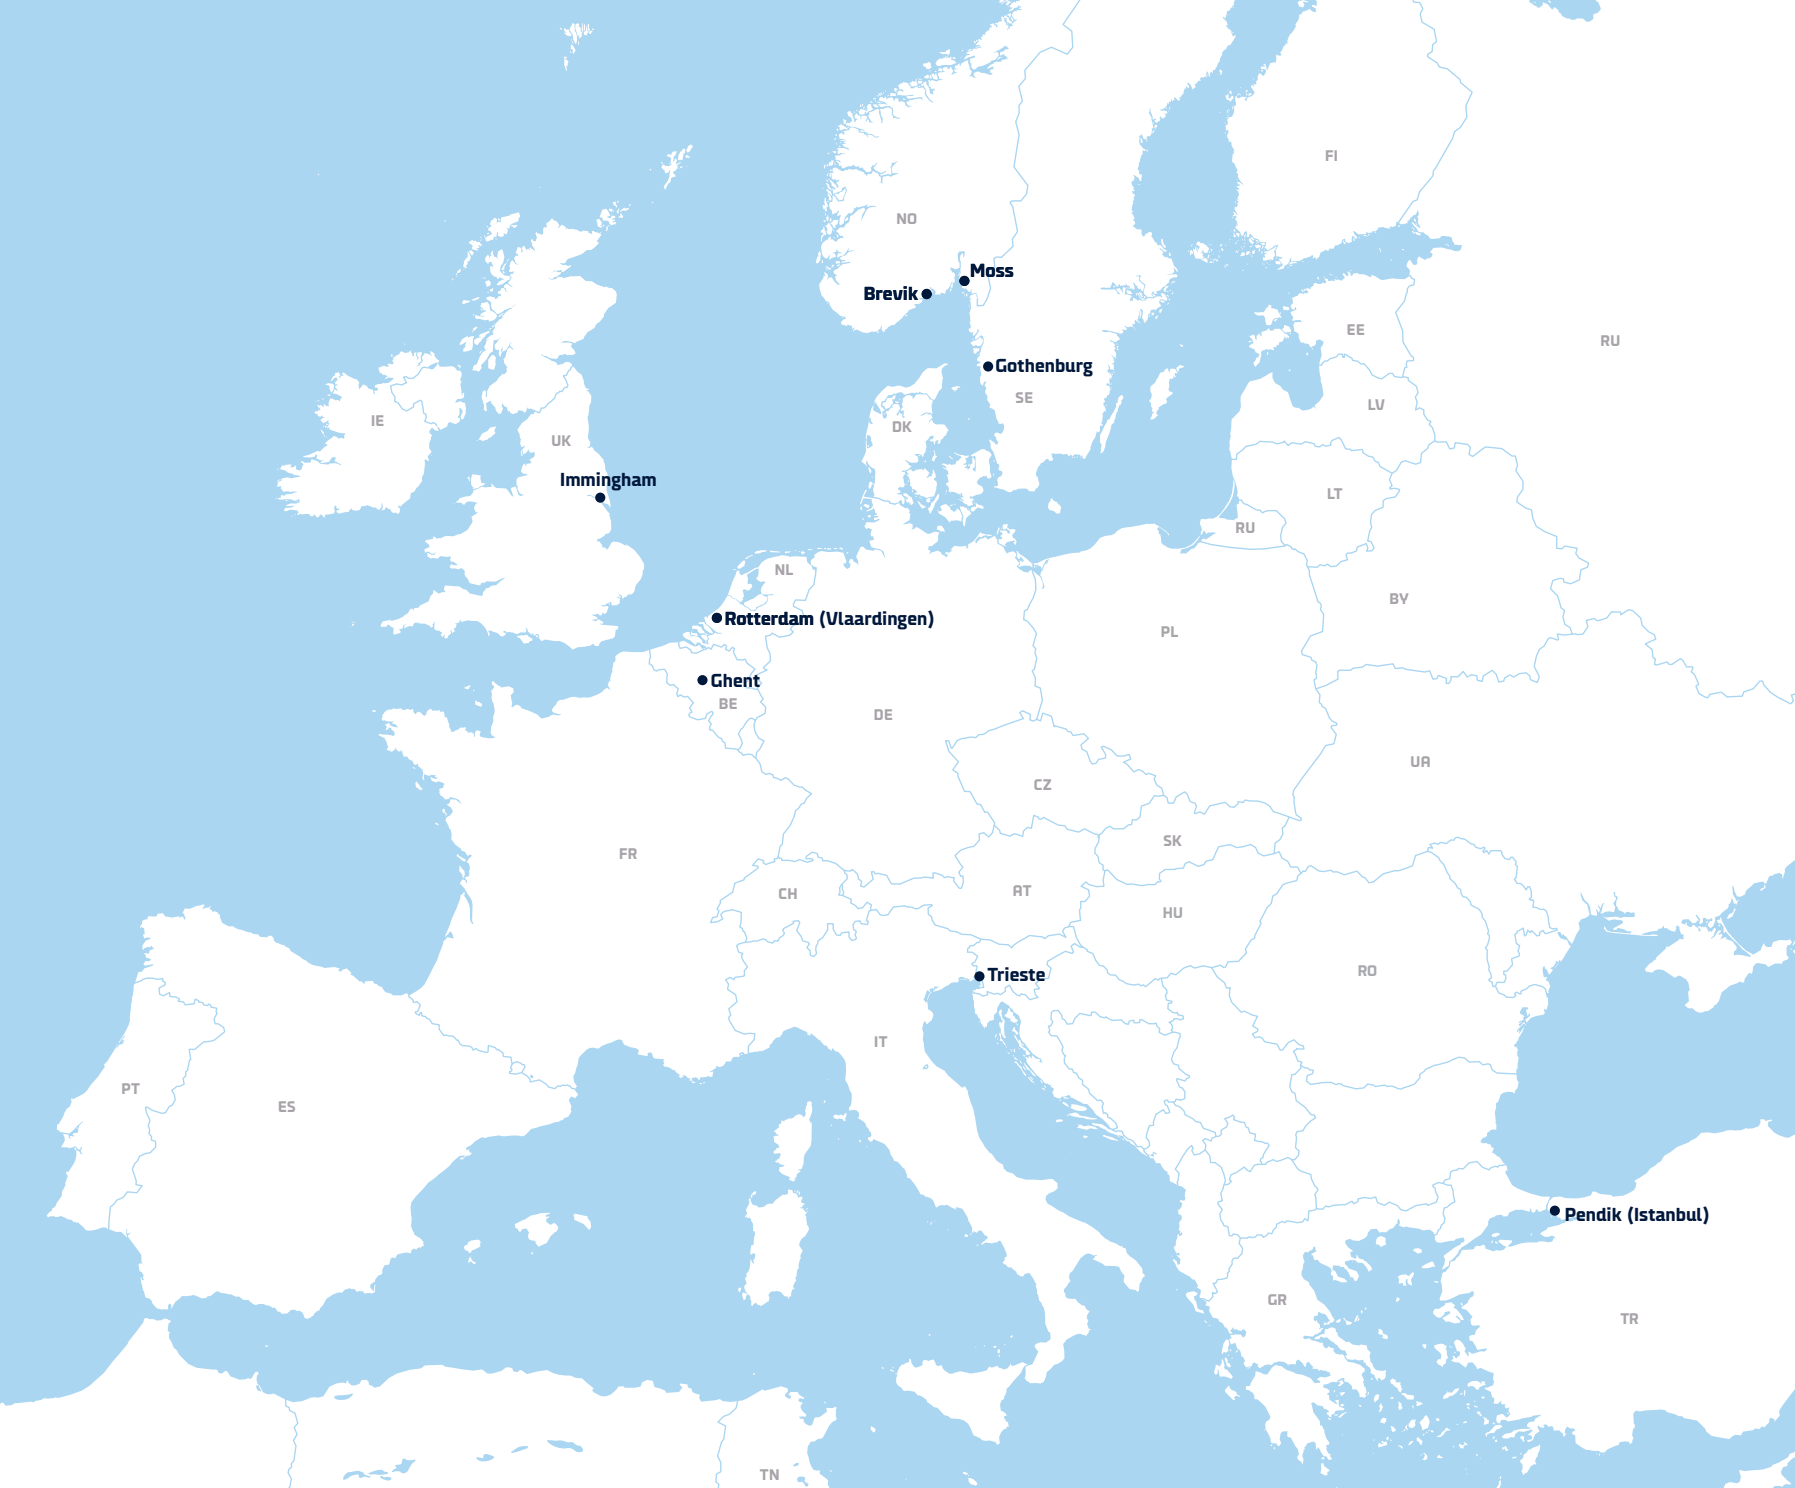 FI
NO
Moss
Brevik
EE
RU
Gothenburg
SE
LV
IE
DK
UK
Immingham
LT
RU
NL
BY
Rotterdam (Vlaardingen)
PL
Ghent
BE
DE
UA
CZ
SK
FR
AT
CH
HU
RO
Trieste
IT
PT
ES
Pendik (Istanbul)
GR
TR
TN